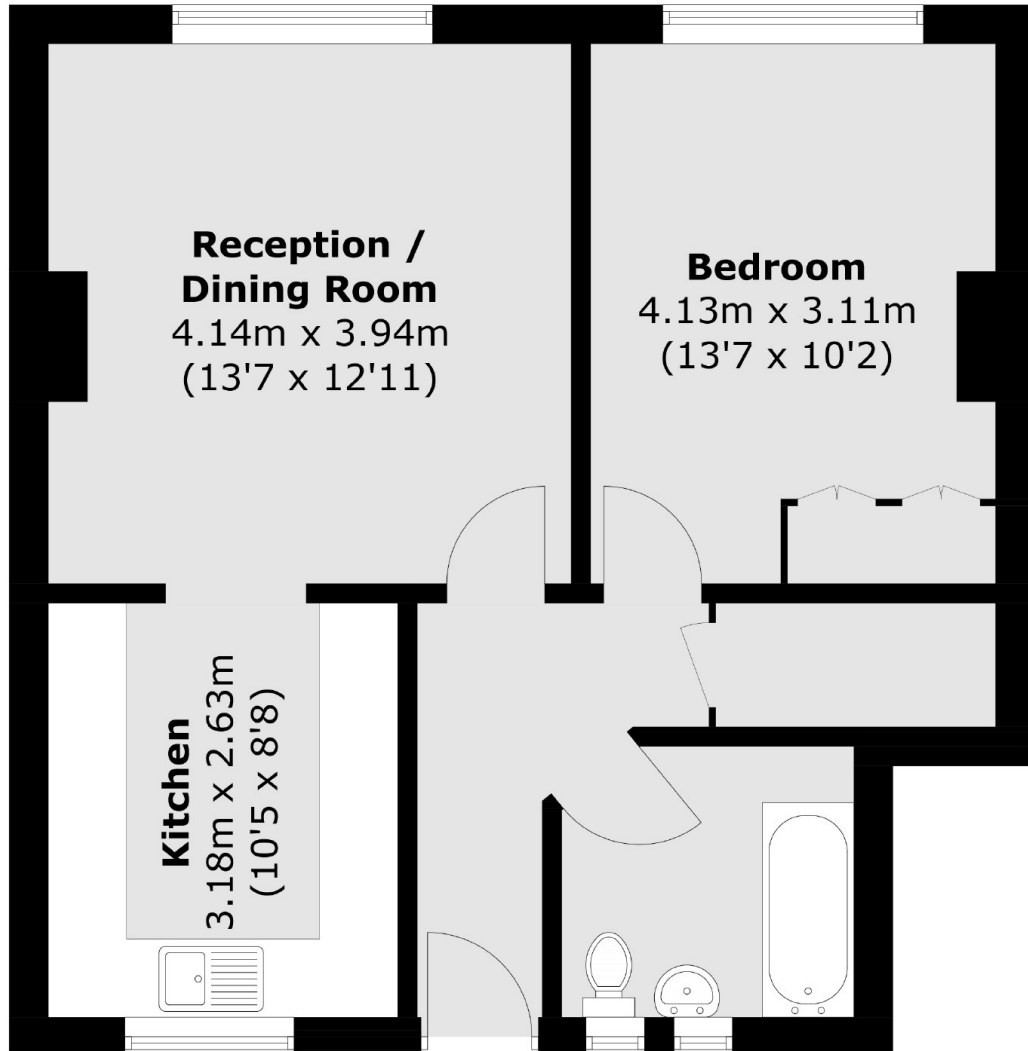 Reception /
Dining Room
4.14m x 3.94m
(13'7 x 12'11)
Bedroom
4.13m x 3.11m
(13'7 x 10'2)
Kitchen
3.18m x 2.63m
(10'5 x 8'8)